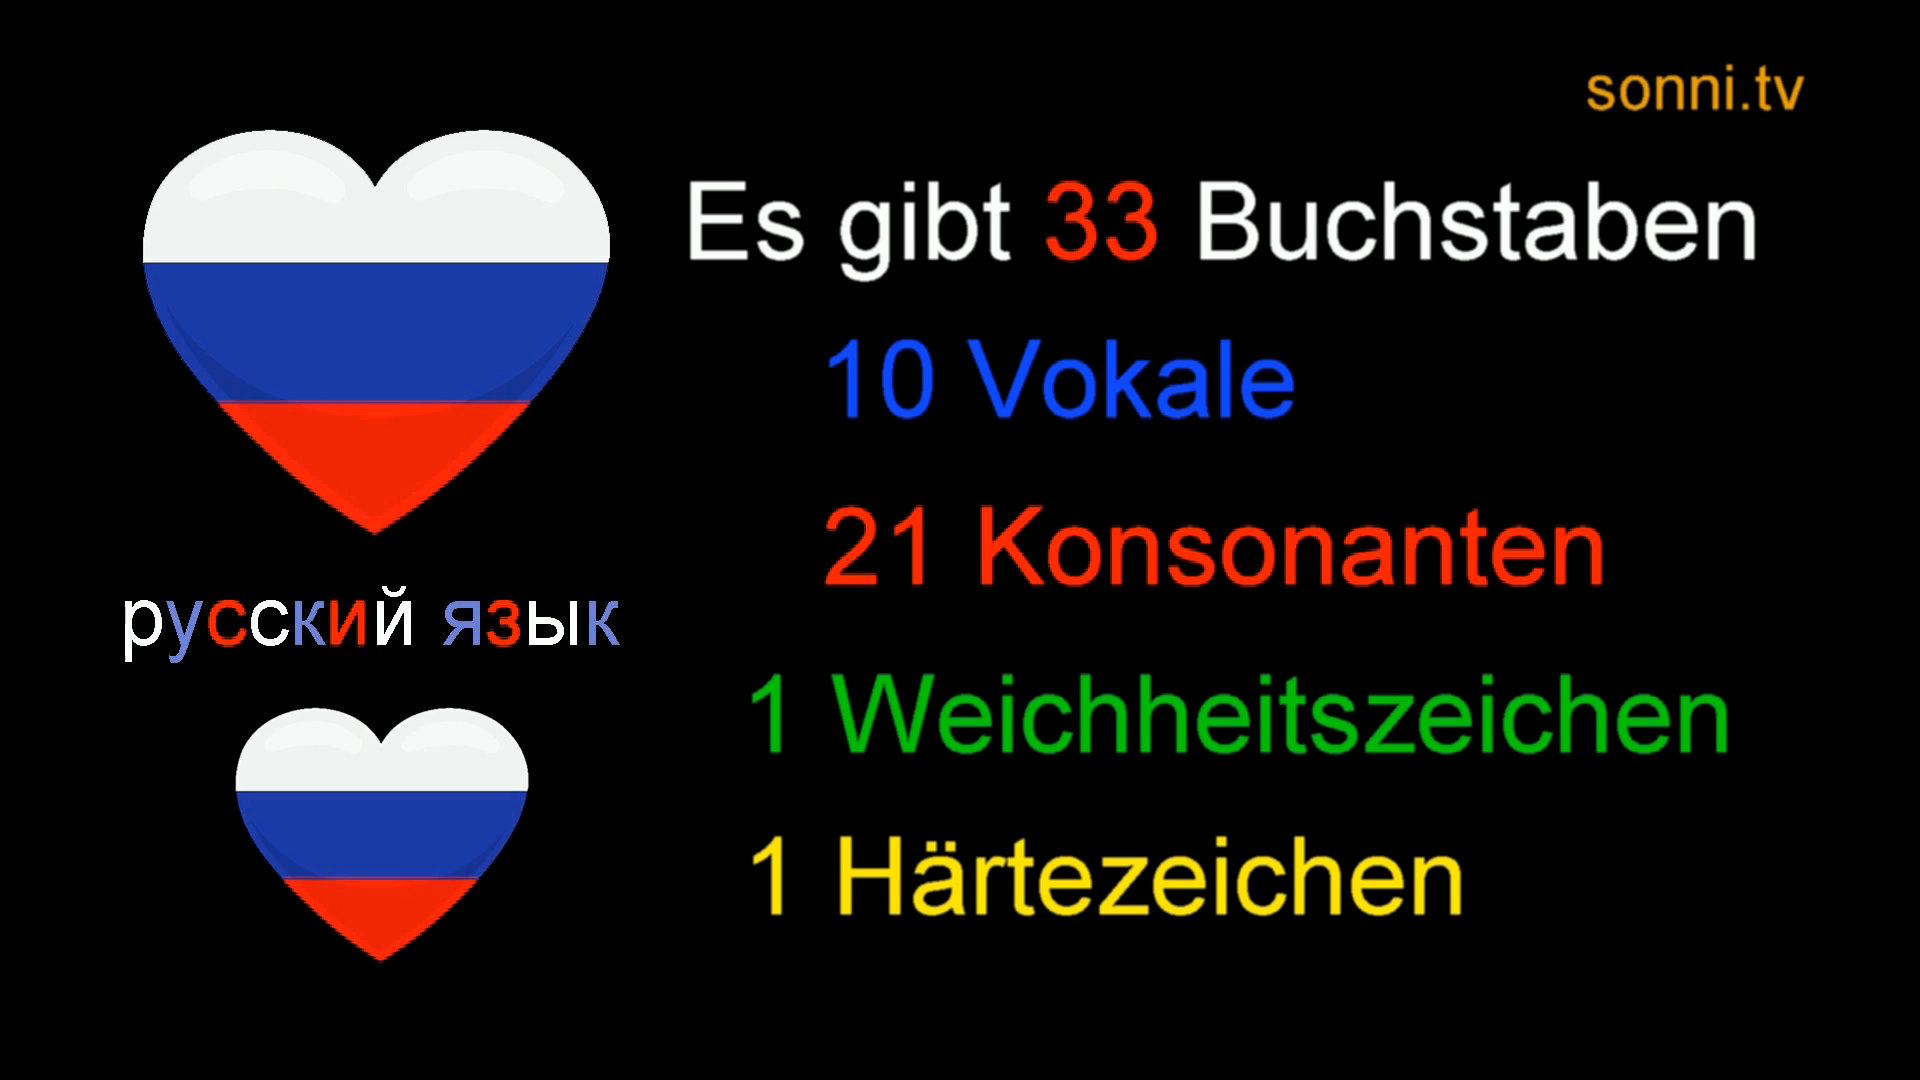 sonni.tv
Es gibt 33 Buchstaben
10 Vokale
21 Konsonanten
русский язык
1 Weichheitszeichen
1 Härtezeichen